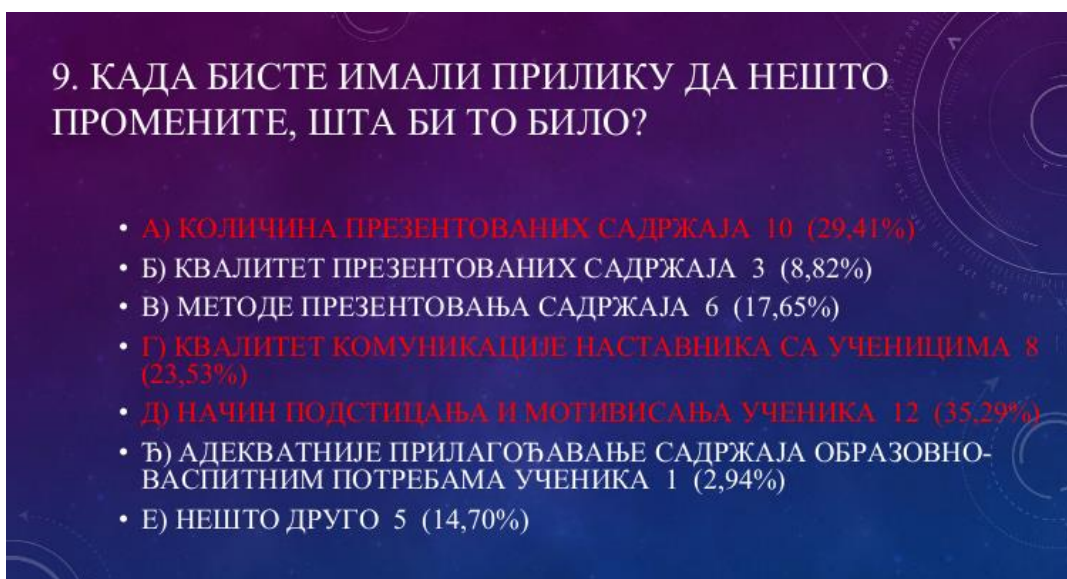 9. КАДА БИСТЕ ИМАЛИ ПРИЛИКУ ДА НЕШТО
ПРОМЕНИТЕ, ШТА БИ ТО БИЛО?
• А) КОЛИЧИНА ПРЕЗЕНТОВАНИХ САДРЖАЈА 10 (29,41%)
• Б) КВАЛИТЕТ ПРЕЗЕНТОВАНИХ САДРЖАЈА 3 (8,82%)
• В) МЕТОДЕ ПРЕЗЕНТОВАЊА САДРЖАЈА 6 (17,65%)
• Г) КВАЛИТЕТ КОМУНИКАЦИЈЕ НАСТАВНИКА СА УЧЕНИЦИМА 8
(23,53%)
• Д) НАЧИН ПОДСТИЦАЊА И МОТИВИСАЊА УЧЕНИКА 12 (35,29%)
• Ђ) АДЕКВАТНИЈЕ ПРИЛАГОЂАВАЊЕ САДРЖАЈА ОБРАЗОВНО-
ВАСПИТНИМ ПОТРЕБАМА УЧЕНИКА 1 (2,94%)
• Е) НЕШТО ДРУГО 5 (14,70%)